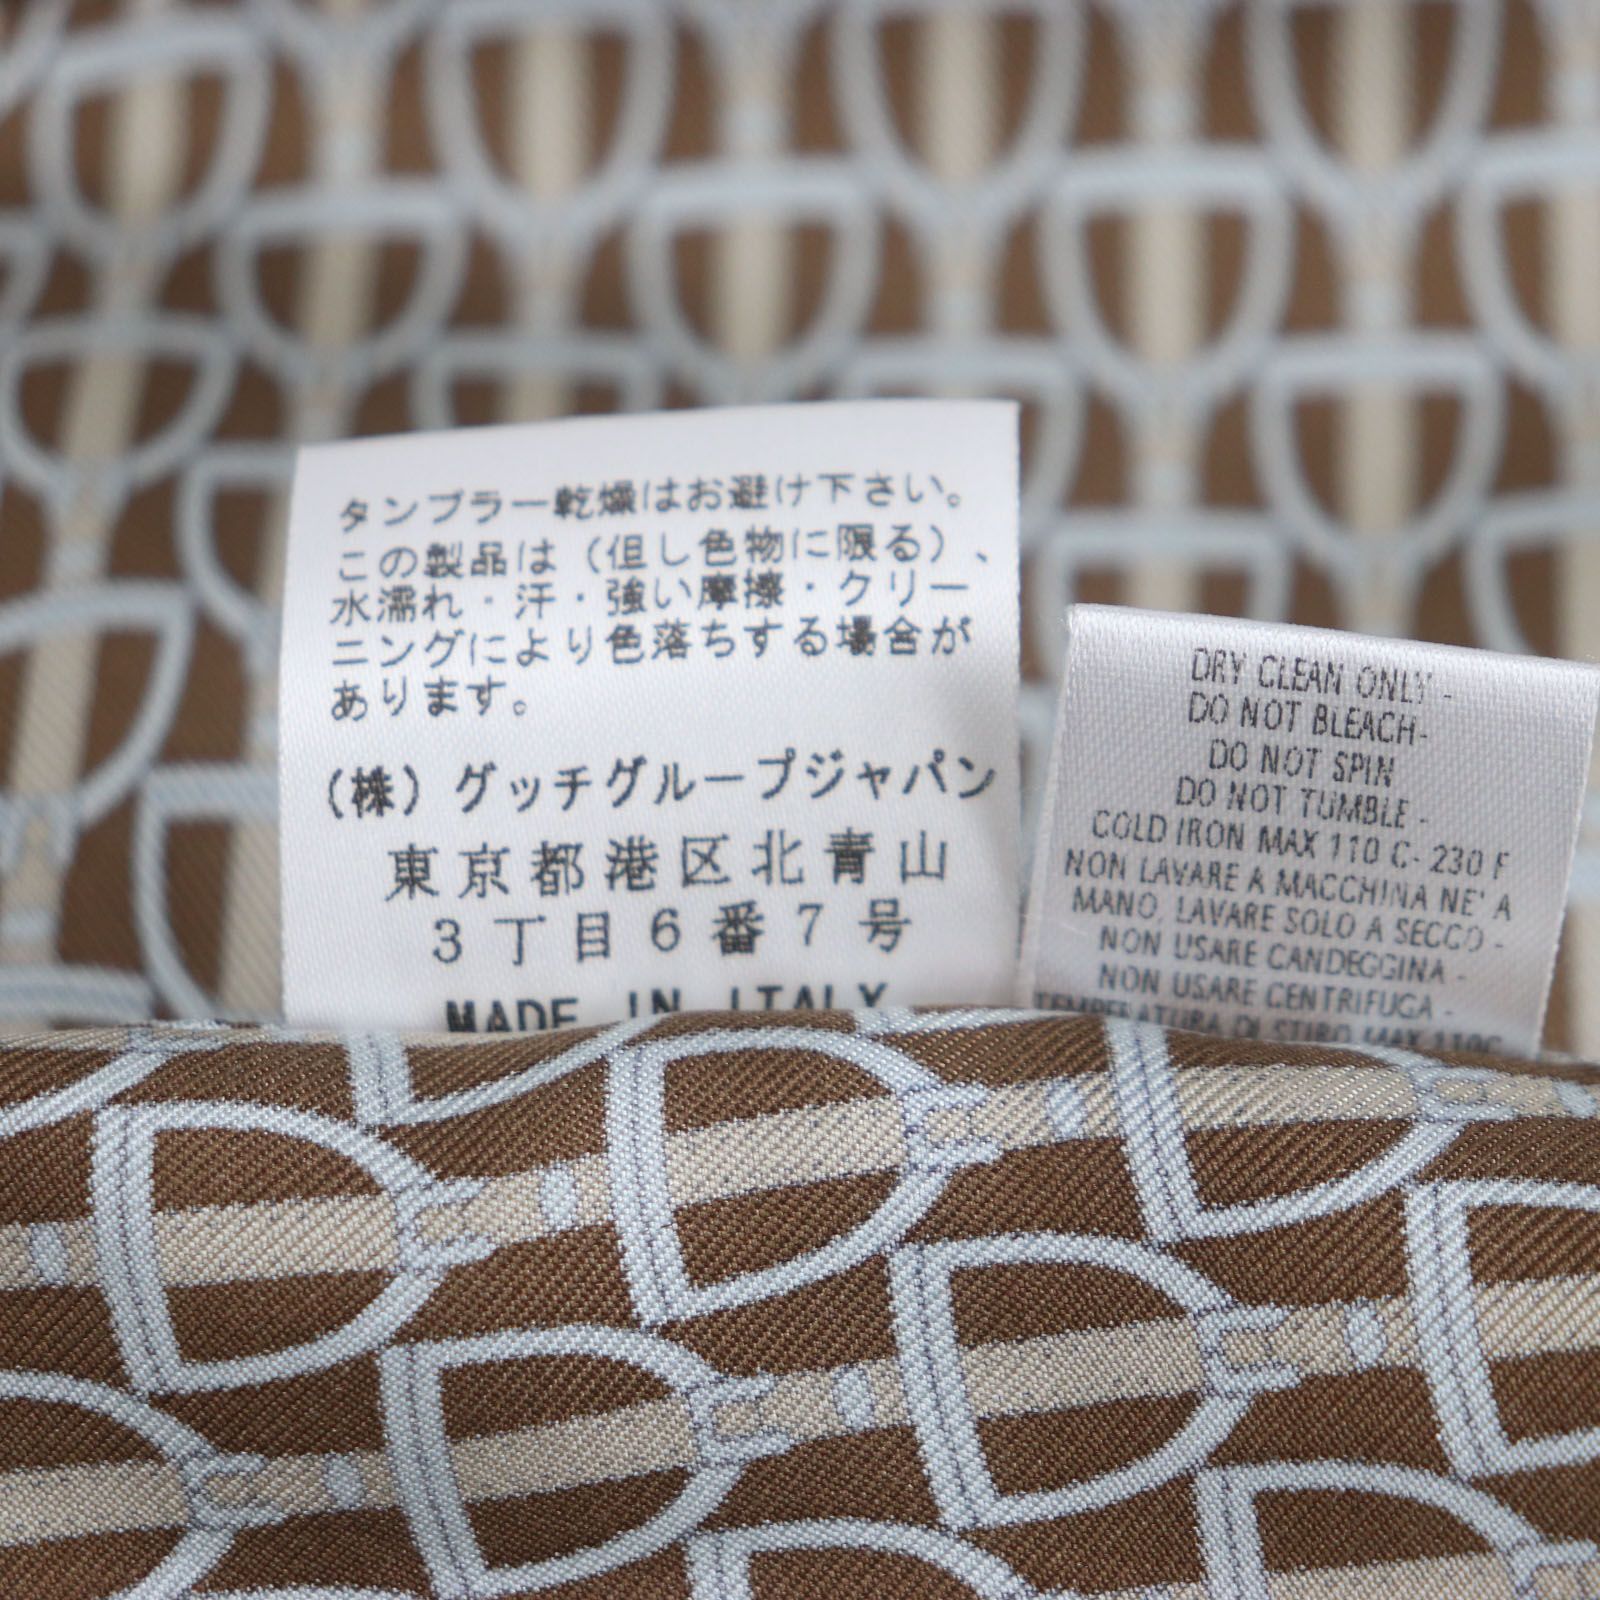 タンブラー乾燥はお避け下さい。
この製品は（但し色物に限る）、
水濡れ・汗・強い摩擦・クリー
ニングにより色落ちする場合が
あります。
（株）グッチグループジャパン
東京都港区北青山
3丁目6番7号
MADE IN ITALY
DRY CLEAN ONLY -
DO NOT BLEACH-
DO NOT SPIN
DO NOT TUMBLE -
COLD IRON MAX 110 C- 230 F
NON LAVARE A MACCHINA NE' A
MANO, LAVARE SOLO A SECCO -
NON USARE CANDEGGINA -
NON USARE CENTRIFUGA -
TEMPERATURA DI STIRO MAX 110C